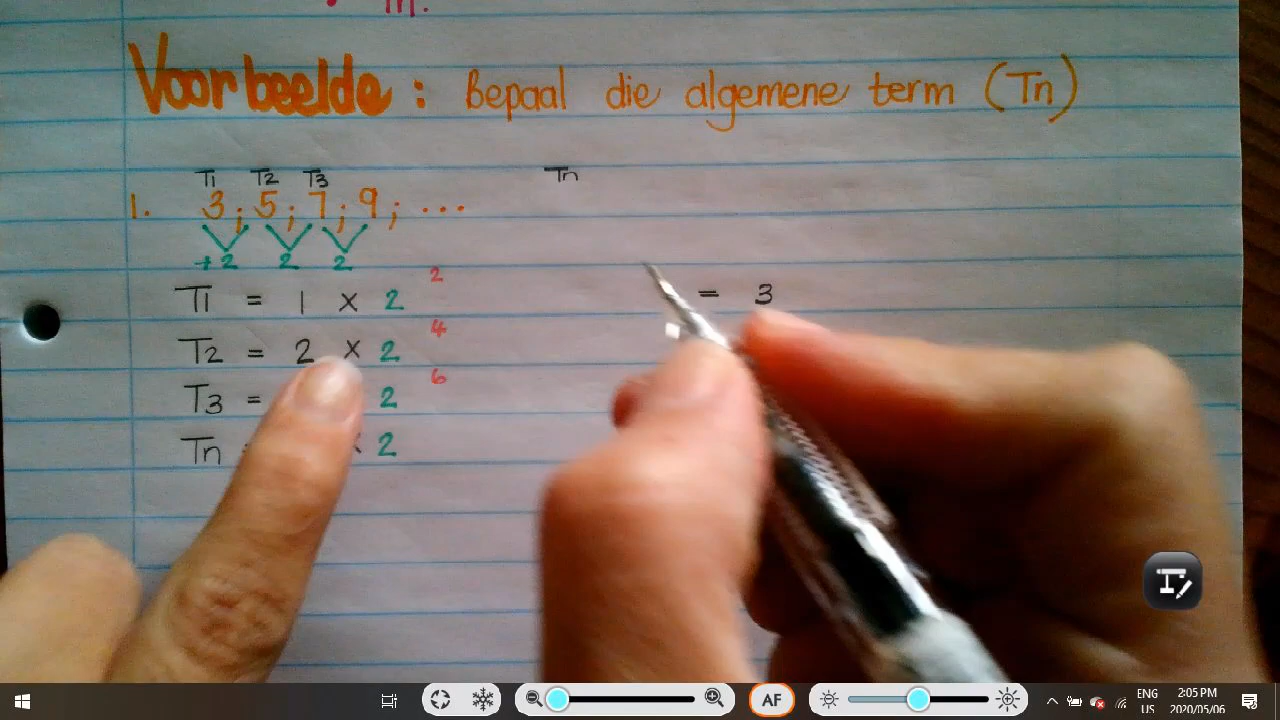 Voorbeelde : Bepaal die algemene term (Tn)
T1 T2 T3 Tn
1. 3 ; 5 ; 7 ; 9 ; ...
+2 2 2
2
T1 = 1 x 2 = 3
4
T2 = 2 x 2
6
T3 = 2
Tn x 2
AF
ENG
US
2:05 PM
2020/05/06